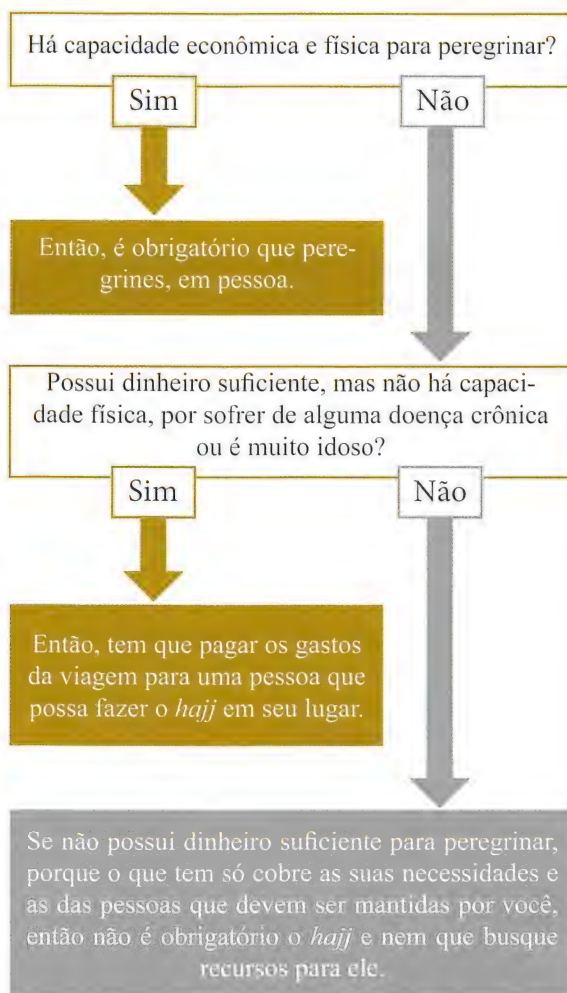 Há capacidade econômica e física para peregrinar?
Sim
Não
Então, é obrigatório que pere-
grines, em pessoa.
Possui dinheiro suficiente, mas não há capaci-
dade física, por sofrer de alguma doença crônica
ou é muito idoso?
Sim
Não
Então, tem que pagar os gastos
da viagem para uma pessoa que
possa fazer o hajj em seu lugar.
Se não possui dinheiro suficiente para peregrinar,
porque o que tem só cobre as suas necessidades e
as das pessoas que devem ser mantidas por você,
então não é obrigatório o hajj e nem que busque
recursos para ele.